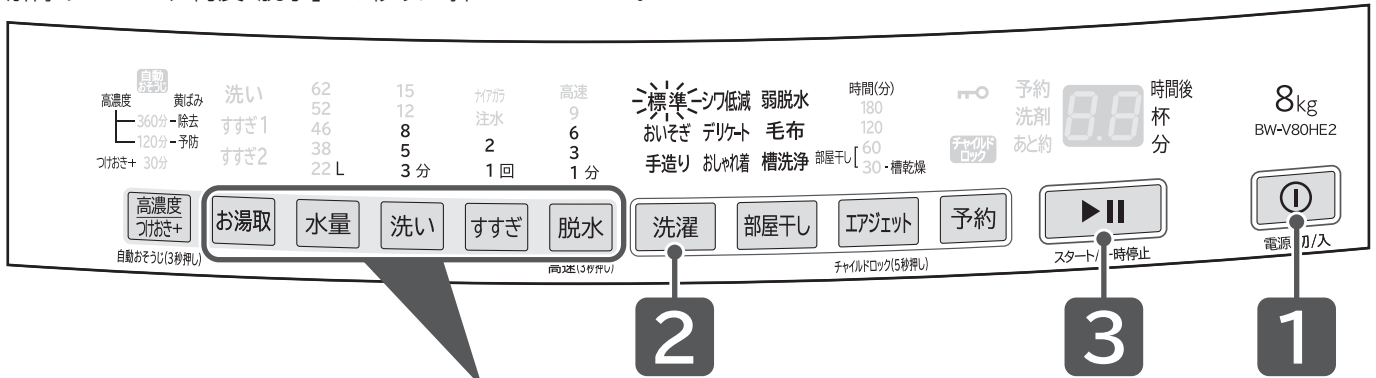 自動
おそうじ
高濃度 黄ばみ
360分 除去
120分 予防
つけおき+ 30分
洗い
すすぎ1
すすぎ2
62
52
46
38
22 L
15
12
8
5
3 分
ナイアガラ
注水
2
1 回
高速
9
6
3
1 分
標準 シワ低減 弱脱水
おいそぎ デリケート 毛布
手造り おしゃれ着 槽洗浄
時間(分)
180
120
部屋干し 60
30 - 槽乾燥
チャイルド
ロック
予約
洗剤
あと約
8.8
時間後
杯
分
8kg
BW-V80HE2
高濃度
つけおき+
自動おそうじ(3秒押し)
お湯取 水量 洗い すすぎ 脱水
高速(3秒押し)
洗濯 部屋干し エアジェット 予約
チャイルドロック(5秒押し)
スタート/一時停止
電源 切/入
2
3
1